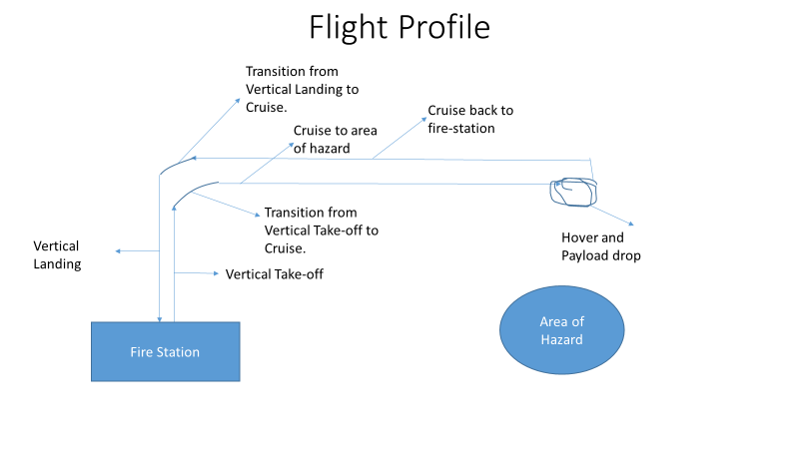 Flight Profile
Transition from
Vertical Landing to
Cruise.
Cruise back to
fire-station
Cruise to area
of hazard
Transition from
Vertical Take-off to
Cruise.
Vertical
Landing
Hover and
Payload drop
Vertical Take-off
Area of
Hazard
Fire Station